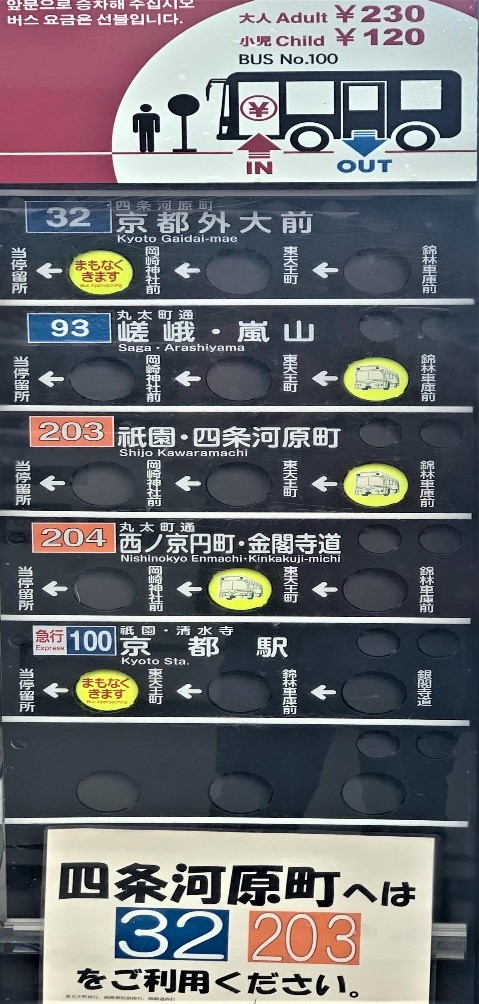 앞문으로 승차해 주십시오
버스 요금은 선불입니다.
大人 Adult ¥230
小児 Child ¥120
BUS No.100
¥
IN
OUT
四条河原町
32 京都外大前
Kyoto Gaidai-mae
当停留所
まもなく
きます
Bus Approaching
岡崎神社前
東天王町
錦林車庫前
丸太町通
93 嵯峨・嵐山
Saga・Arashiyama
当停留所
岡崎神社前
東天王町
錦林車庫前
203 祇園・四条河原町
Shijo Kawaramachi
当停留所
岡崎神社前
東天王町
錦林車庫前
丸太町通
204 西ノ京円町・金閣寺道
Nishinokyo Enmachi・Kinkakuji-michi
当停留所
岡崎神社前
東天王町
錦林車庫前
急行
Express
100
祇園・清水寺
京都駅
Kyoto Sta.
当停留所
まもなく
きます
Bus Approaching
東天王町
錦林車庫前
銀閣寺道
四条河原町へは
32 203
をご利用ください。